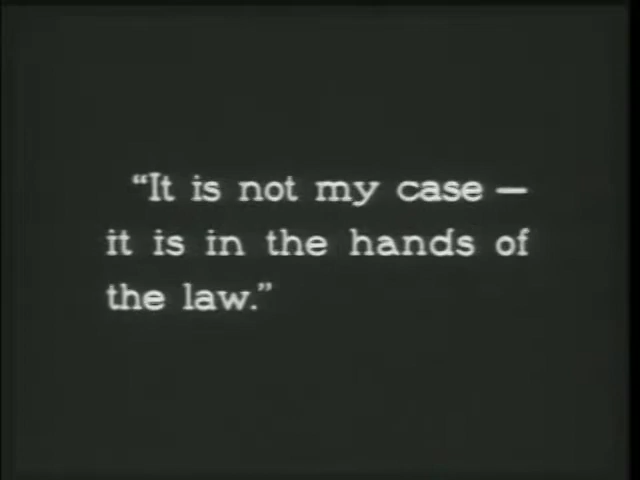 “It is not my case —
it is in the hands of
the law.”